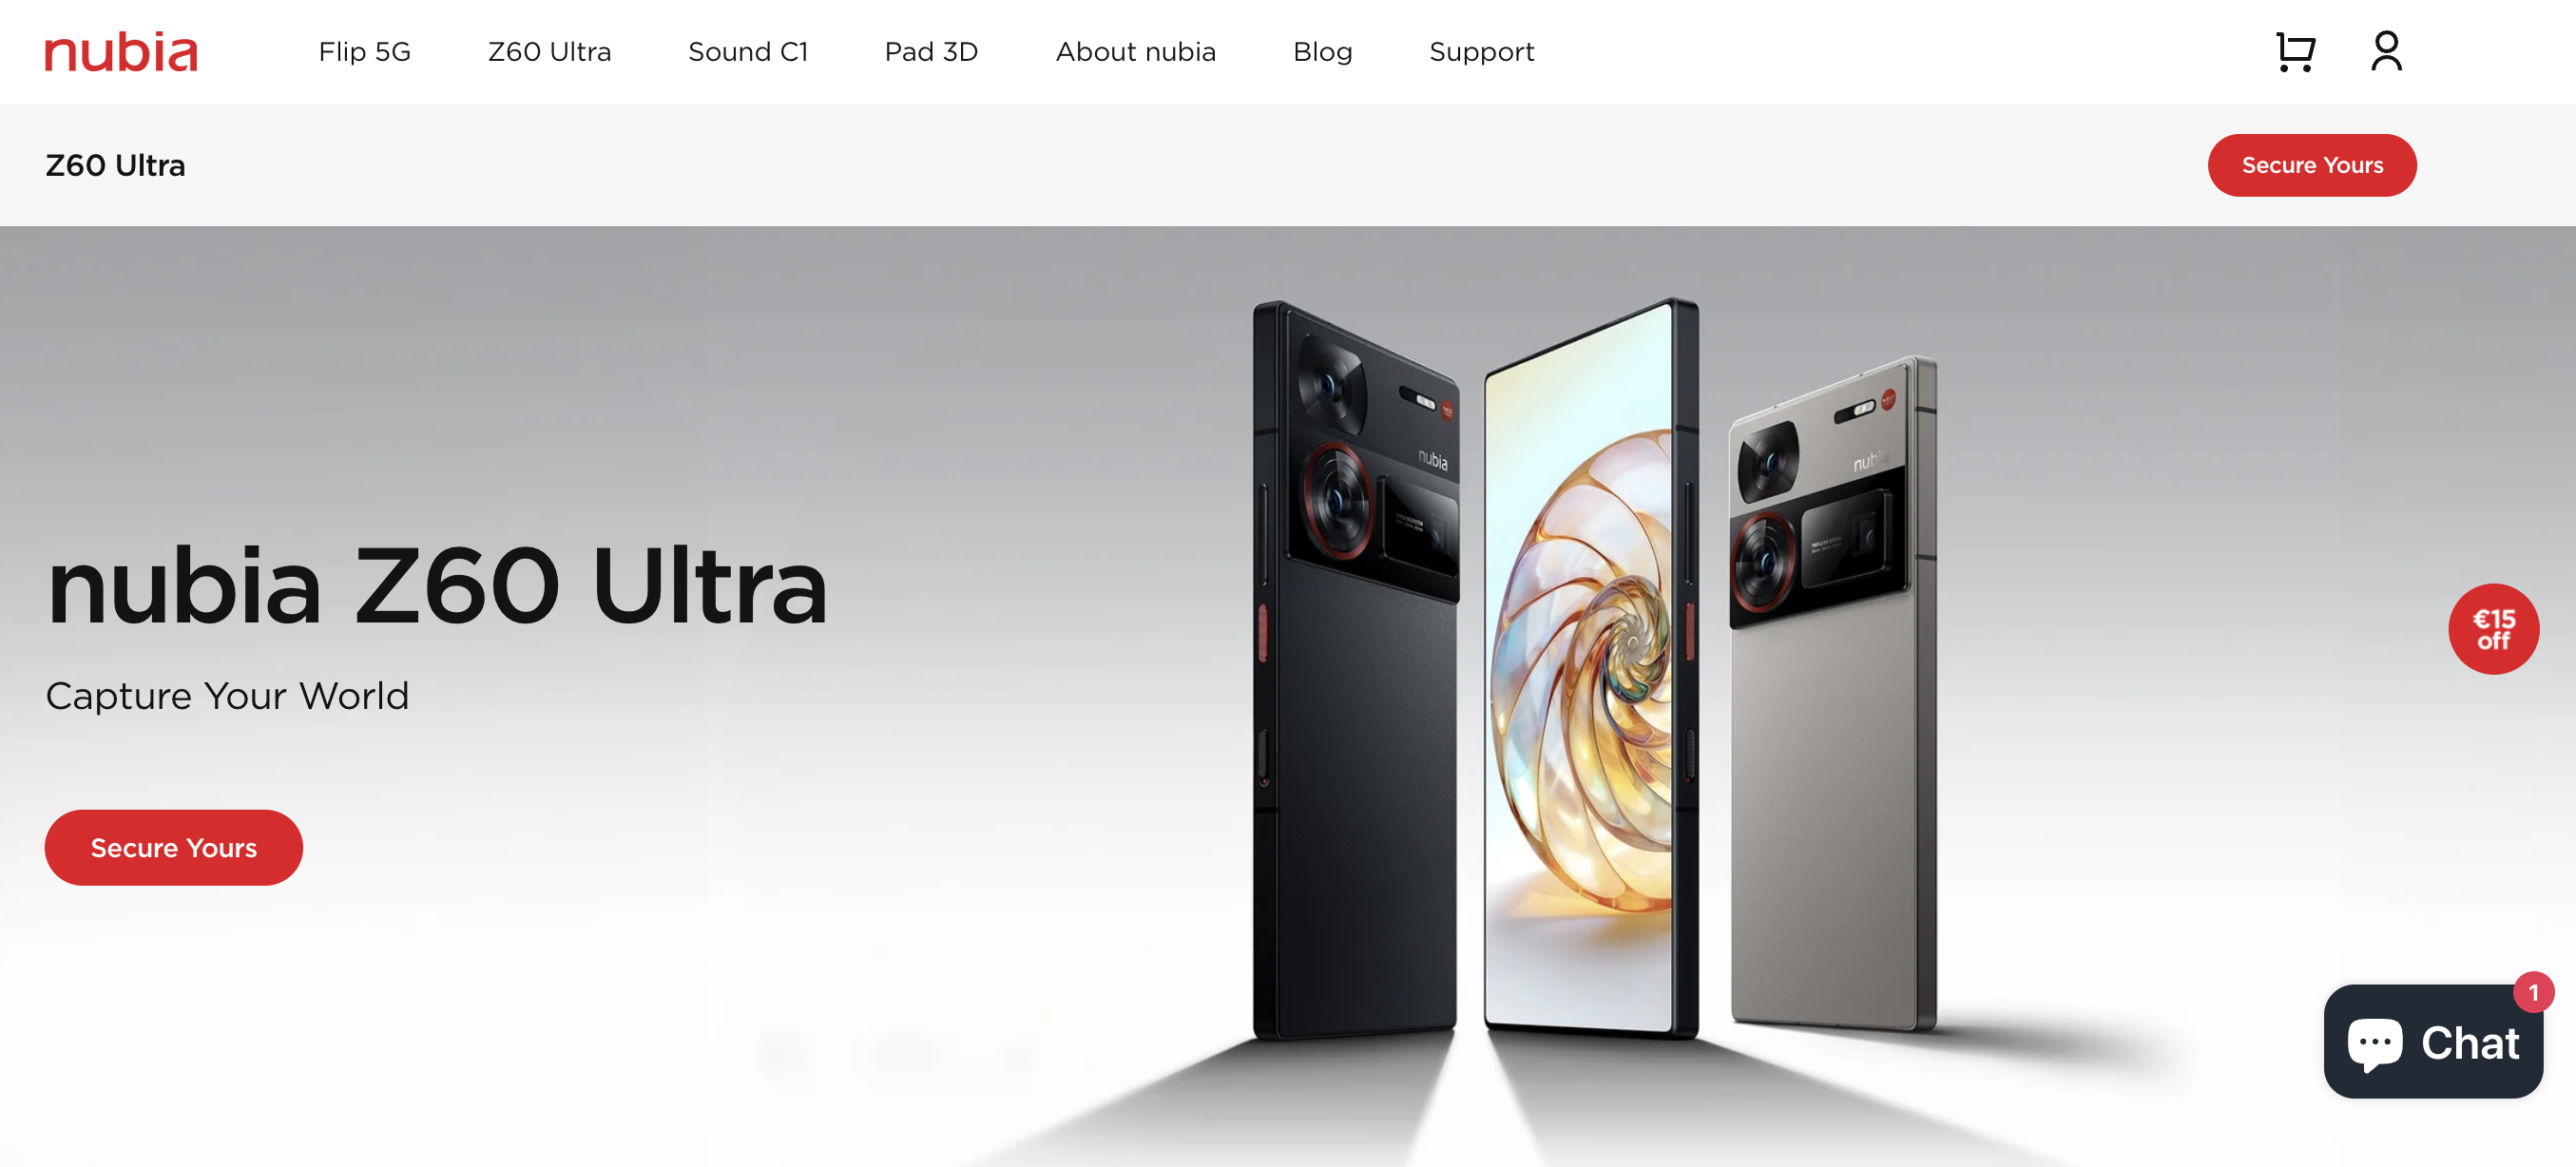 nubia
Flip 5G
Z60 Ultra
Sound C1
Pad 3D
About nubia
Blog
Support
Z60 Ultra
Secure Yours
nubia Z60 Ultra
Capture Your World
Secure Yours
nubia
nubia
€15
off
1
Chat